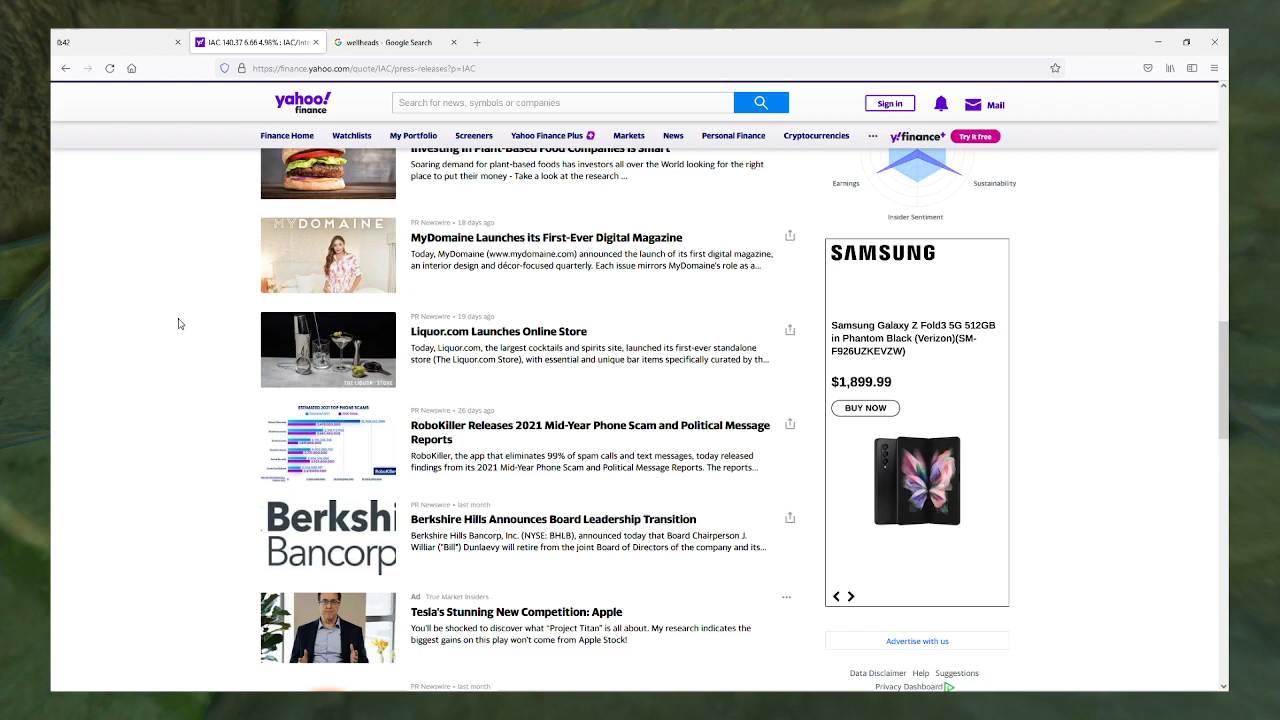 0:42
IAC 140.37 6.66 4.98% : IAC/Inte
wellheads - Google Search
https://finance.yahoo.com/quote/IAC/press-releases?p=IAC
yahoo!
finance
Search for news, symbols or companies
Sign in
Mail
Finance Home Watchlists My Portfolio Screeners Yahoo Finance Plus Markets News Personal Finance Cryptocurrencies ... y!finance+ Try it free
Investing in Plant-Based Food Companies is Smart
Soaring demand for plant-based foods has investors all over the World looking for the right
place to put their money - Take a look at the research ...
Earnings
Sustainability
Insider Sentiment
MYDOMAINE
PR Newswire • 18 days ago
MyDomaine Launches its First-Ever Digital Magazine
Today, MyDomaine (www.mydomaine.com) announced the launch of its first digital magazine,
an interior design and décor-focused quarterly. Each issue mirrors MyDomaine's role as a...
THE LIQUOR STORE
PR Newswire • 19 days ago
Liquor.com Launches Online Store
Today, Liquor.com, the largest cocktails and spirits site, launched its first-ever standalone
store (The Liquor.com Store), with essential and unique bar items specifically curated by th...
ESTIMATED 2021 TOP PHONE SCAMS
RoboKiller
PR Newswire • 26 days ago
RoboKiller Releases 2021 Mid-Year Phone Scam and Political Message
Reports
RoboKiller, the app that eliminates 99% of spam calls and text messages, today released
findings from its 2021 Mid-Year Phone Scam and Political Message Reports. The reports...
Berkshi
Bancorp
PR Newswire • last month
Berkshire Hills Announces Board Leadership Transition
Berkshire Hills Bancorp, Inc. (NYSE: BHLB), announced today that Board Chairperson J.
Williar ("Bill") Dunlaevy will retire from the joint Board of Directors of the company and its...
Ad True Market Insiders
Tesla's Stunning New Competition: Apple
You'll be shocked to discover what "Project Titan" is all about. My research indicates the
biggest gains on this play won't come from Apple Stock!
PR Newswire • last month
SAMSUNG
Samsung Galaxy Z Fold3 5G 512GB
in Phantom Black (Verizon)(SM-
F926UZKEVZW)
$1,899.99
BUY NOW
Advertise with us
Data Disclaimer Help Suggestions
Privacy Dashboard